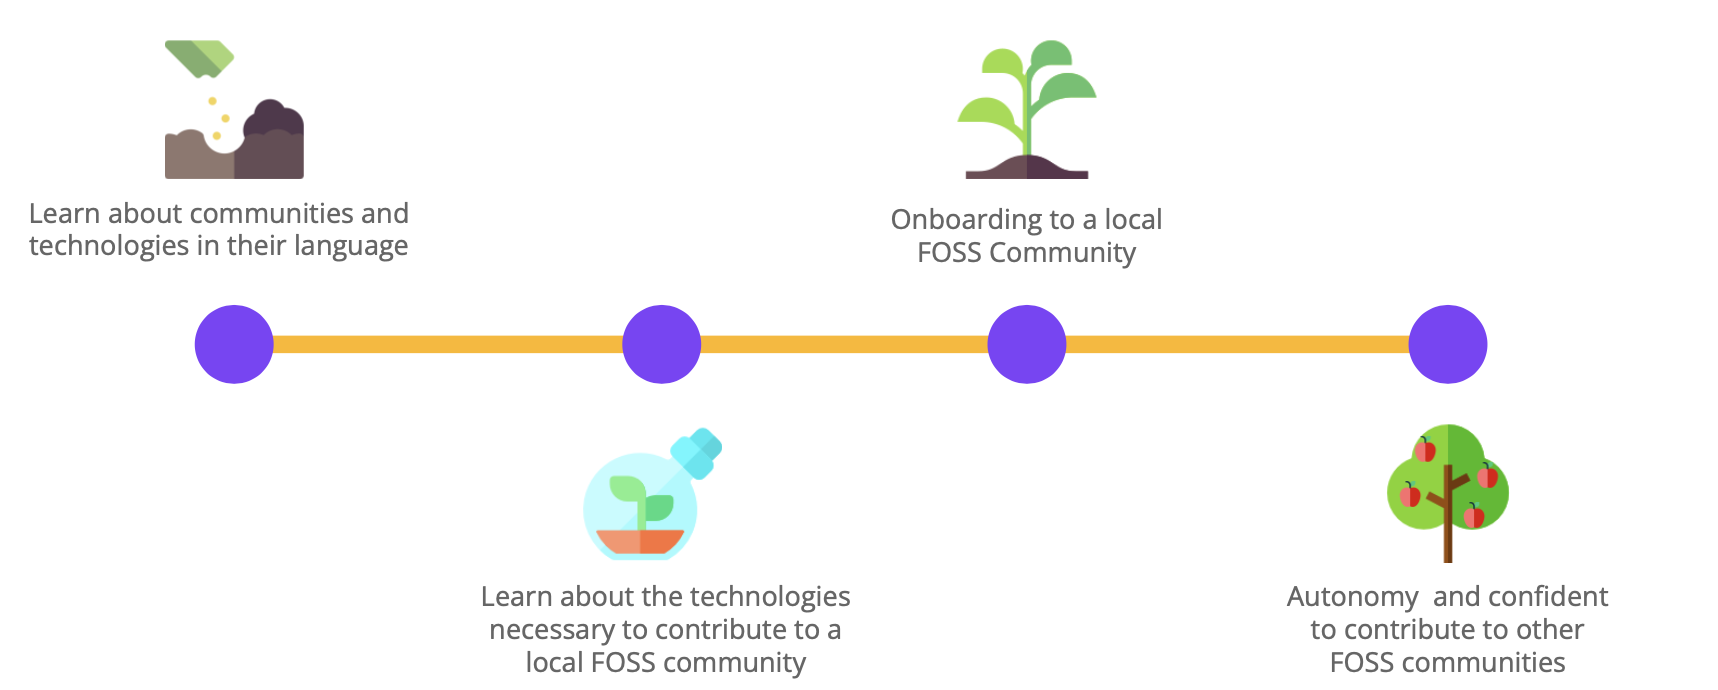 Learn about communities and
technologies in their language
Onboarding to a local
FOSS Community
Learn about the technologies
necessary to contribute to a
local FOSS community
Autonomy  and confident
to contribute to other
FOSS communities